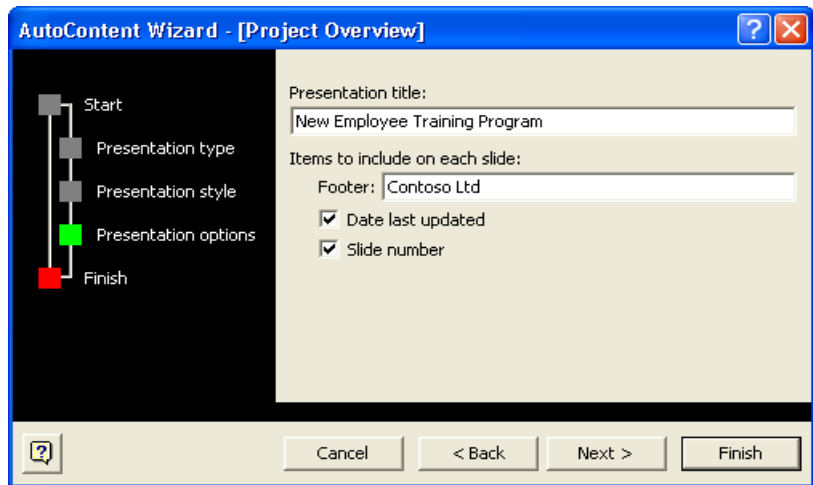 AutoContent Wizard - [Project Overview]
Start
Presentation type
Presentation style
Presentation options
Finish
Presentation title:
New Employee Training Program
Items to include on each slide:
Footer: Contoso Ltd
Date last updated
Slide number
Cancel
< Back
Next >
Finish